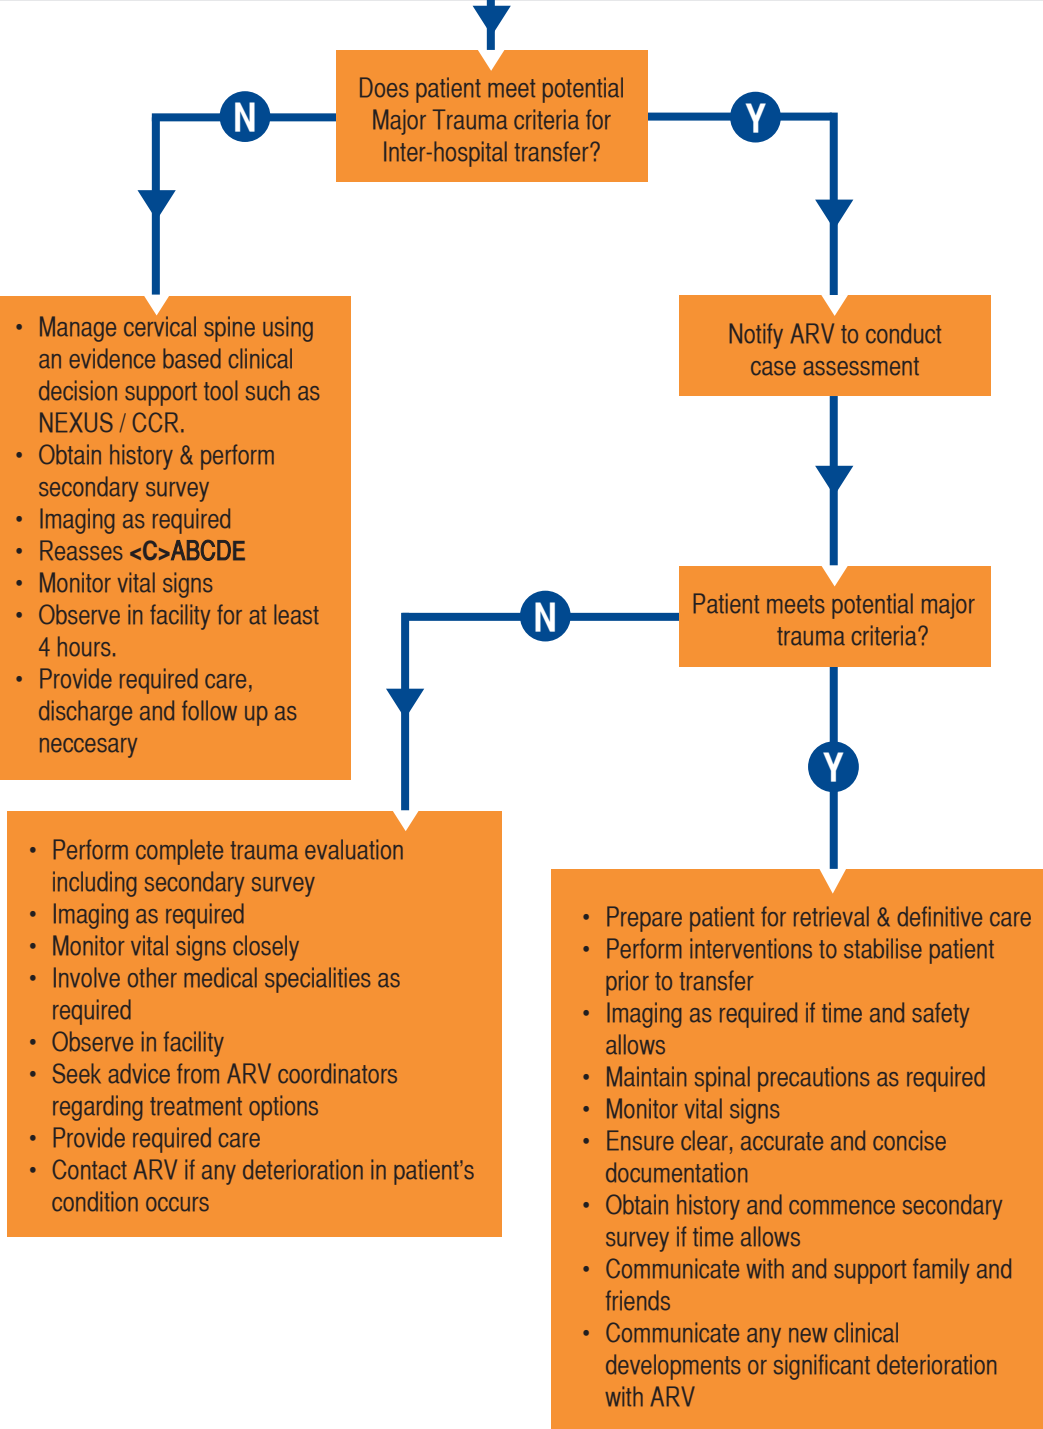 Does patient meet potential
Major Trauma criteria for
Inter-hospital transfer?
N
Y
• Manage cervical spine using
an evidence based clinical
decision support tool such as
NEXUS / CCR.
• Obtain history & perform
secondary survey
• Imaging as required
• Reasses <C>ABCDE
• Monitor vital signs
• Observe in facility for at least
4 hours.
• Provide required care,
discharge and follow up as
neccesary
Notify ARV to conduct
case assessment
Patient meets potential major
trauma criteria?
N
Y
• Perform complete trauma evaluation
including secondary survey
• Imaging as required
• Monitor vital signs closely
• Involve other medical specialities as
required
• Observe in facility
• Seek advice from ARV coordinators
regarding treatment options
• Provide required care
• Contact ARV if any deterioration in patient’s
condition occurs
• Prepare patient for retrieval & definitive care
• Perform interventions to stabilise patient
prior to transfer
• Imaging as required if time and safety
allows
• Maintain spinal precautions as required
• Monitor vital signs
• Ensure clear, accurate and concise
documentation
• Obtain history and commence secondary
survey if time allows
• Communicate with and support family and
friends
• Communicate any new clinical
developments or significant deterioration
with ARV